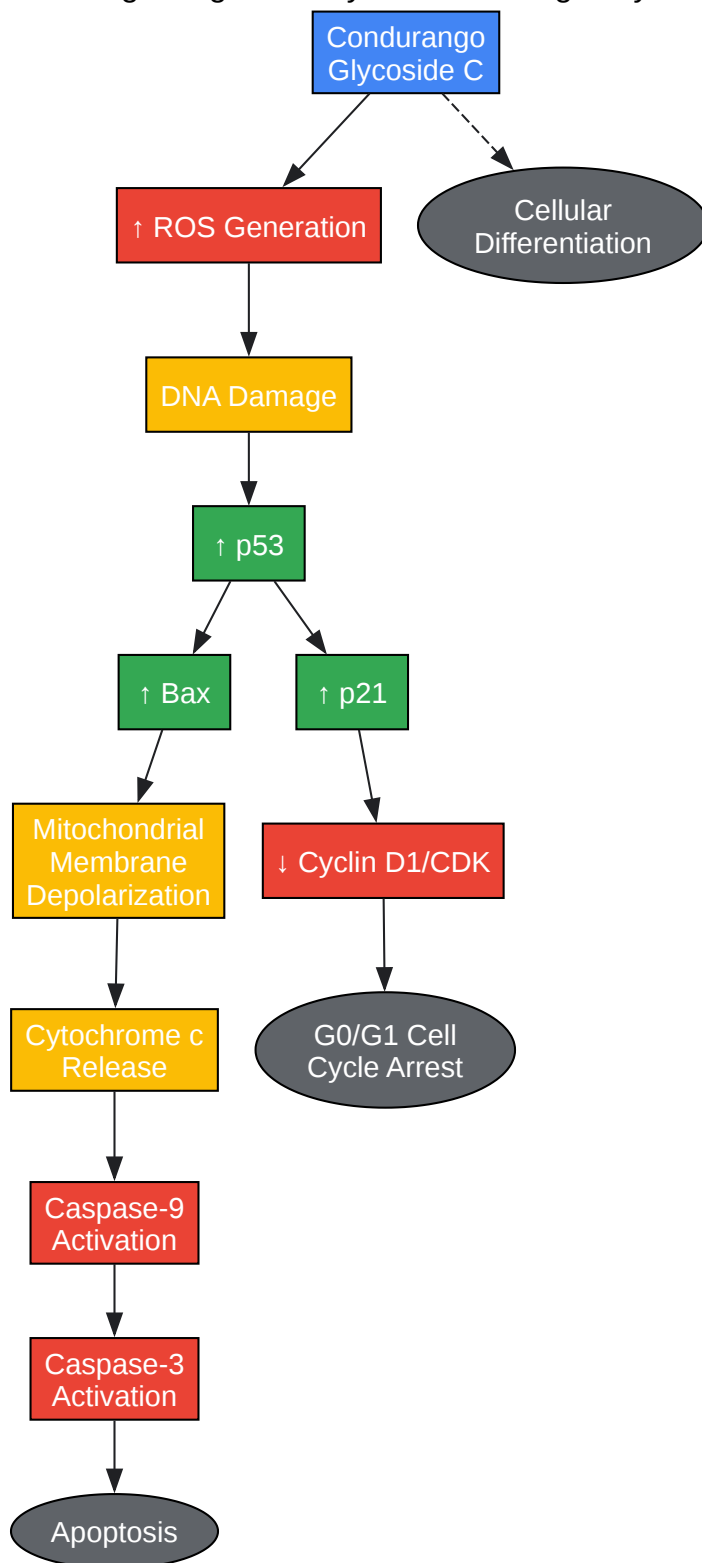 Condurango
Glycoside C
↑ ROS Generation
Cellular
Differentiation
DNA Damage
↑ p53
↑ Bax
↑ p21
Mitochondrial
Membrane
Depolarization
↓ Cyclin D1/CDK
Cytochrome c
Release
G0/G1 Cell
Cycle Arrest
Caspase-9
Activation
Caspase-3
Activation
Apoptosis